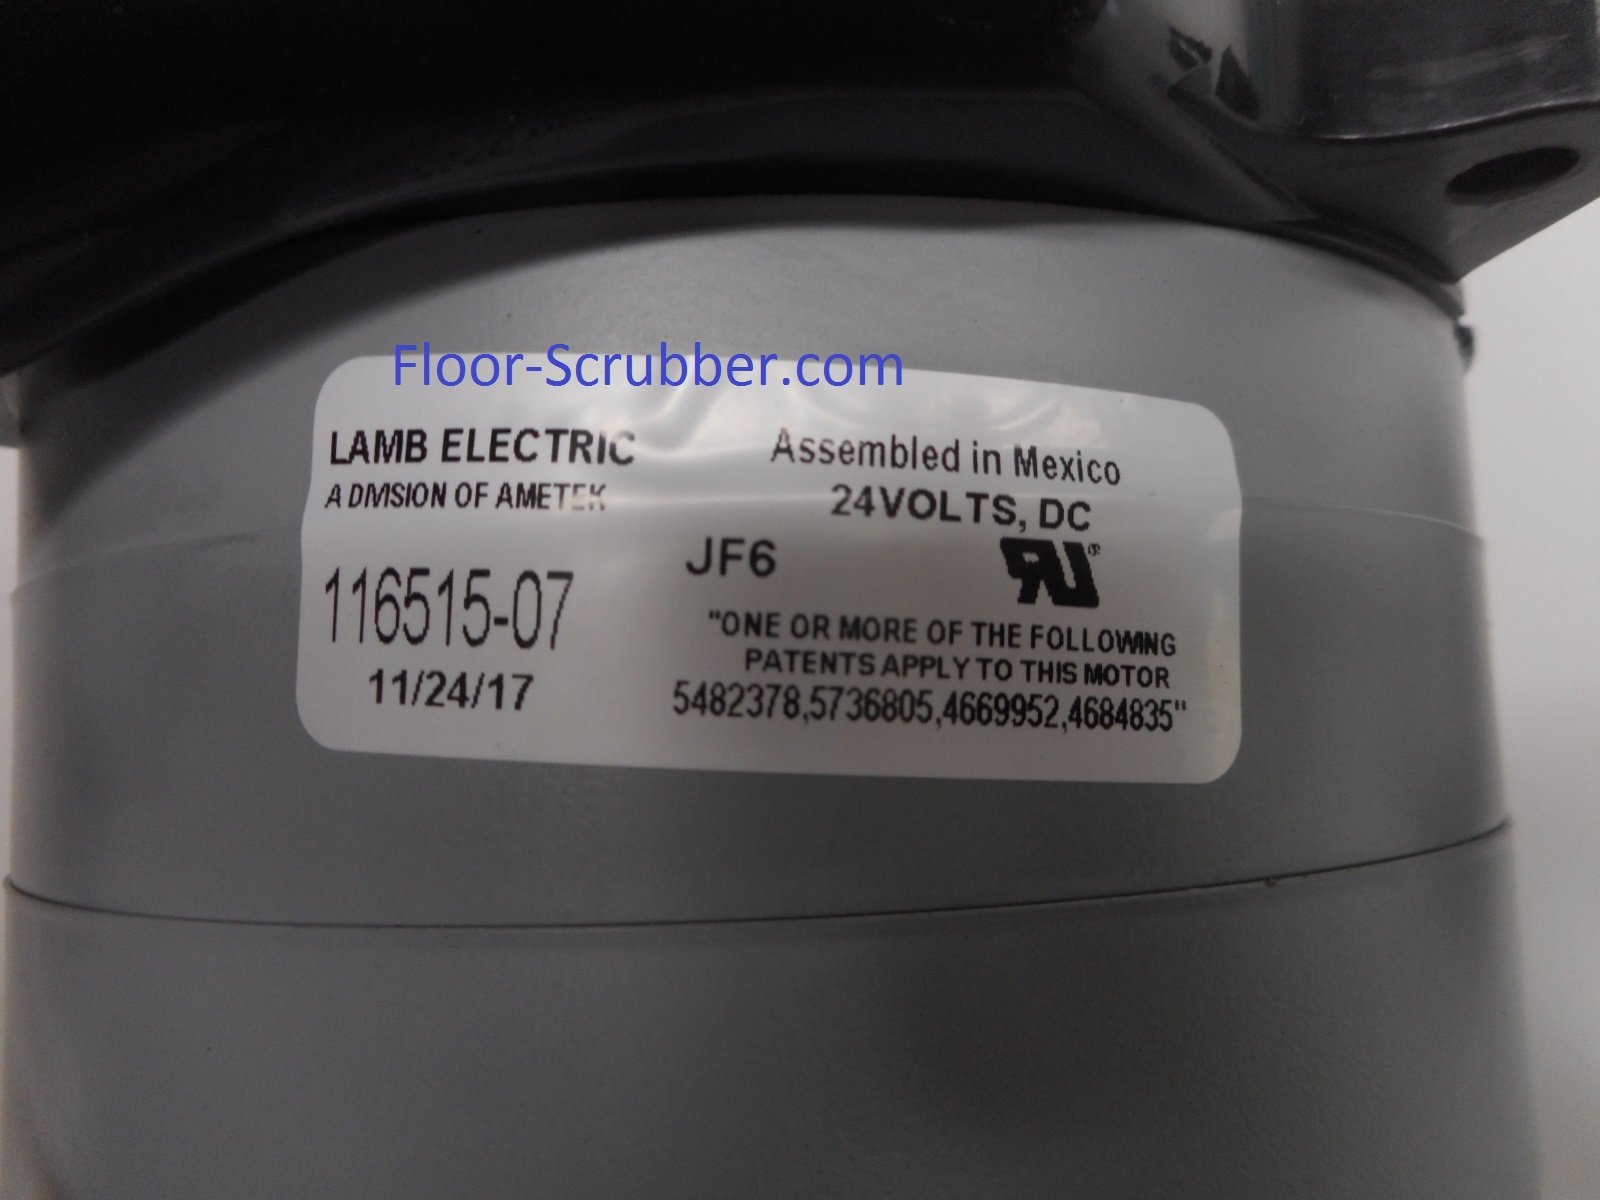 Floor-Scrubber.com
LAMB ELECTRIC
A DIVISION OF AMETEK
116515-07
11/24/17
Assembled in Mexico
24VOLTS, DC
JF6
RU®
"ONE OR MORE OF THE FOLLOWING
PATENTS APPLY TO THIS MOTOR
5482378,5736805,4669952,4684835"